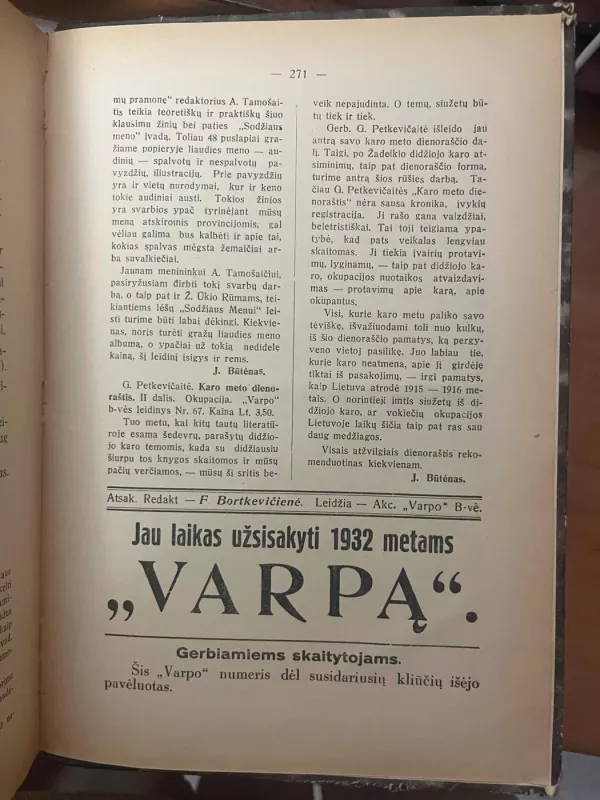 — 271 —
mų pramonę" redaktorius A. Tamošai-
tis teikia teoretiškų ir praktiškų šiuo
klausimu žinių bei paties „Sodžiaus
meno" įvadą. Toliau 48 puslapiai gra-
žiame popieryje liaudies meno — au-
dinių — spalvotų ir nespalvotų pa-
vyzdžių, iliustracijų. Prie pavyzdžių
yra ir vietų nurodymai, kur ir keno
tokie audiniai austi. Tokios žinios
yra svarbios ypač tyrinėjant mūsų
meną atskiromis provincijomis, gal
vėliau galima bus kalbėti ir apie tai,
kokias spalvas mėgsta žemaičiai ar-
ba suvalkiečiai.
Jaunam menininkui A. Tamošaičiui,
pasiryžusiam dirbti tokį svarbų dar-
bą, o taip pat ir Ž. Ūkio Rūmams, tei-
kiantiems lėšų „Sodžiaus Menui" leis-
ti turime būti labai dėkingi. Kiekvie-
nas, noris turėti gražų liaudies meno
albumą, o ypačiai už tokią nedidelę
kainą, šį leidinį įsigys ir rems.
J. Būtėnas.
G. Petkevičaitė. Karo meto dieno-
raštis. II dalis. Okupacija. „Varpo"
b-vės leidinys Nr. 67. Kaina Lt. 3,50.
Tuo metu, kai kitų tautų literatū-
roje esama šedevrų, parašytų didžio-
jo karo temomis, kada su didžiausiu
šiurpu tos knygos skaitomos ir mūsų
pačių verčiamos, — mūsų ši sritis be-
veik nepajudinta. O temų, siužetų bū-
tų tiek ir tiek.
Gerb. G. Petkevičaitė išleido jau
antrą savo karo meto dienoraščio da-
lį. Taigi, po Žadeikio didžiojo karo at-
siminimų, taip pat dienoraščio forma,
turime antrą šios rūšies darbą. Ta-
čiau G. Petkevičaitės „Karo meto die-
noraštis" nėra sausa kronika, įvykių
registracija. Ji rašo gana vaizdžiai,
beletristiškai. Tai toji teigiama ypa-
tybė, kad pats veikalas lengviau
skaitomas. Ji tiekia įvairių protavi-
mų, lyginamų, — taip pat didžiojo ka-
ro, okupacijos nuotaikos atvaizdavi-
mas — protavimų apie karą, apie
okupantus.
Visi, kurie karo metu paliko savo
tėviškę, išvažiuodami toli nuo kulkų,
iš šio dienoraščio pamatys, ką pergy-
veno vietoj pasilikę. Juo labiau tie,
kurie karo neatmena, apie jį girdėję
tiktai iš pasakojimų, — irgi pamatys,
kaip Lietuva atrodė 1915 — 1916 me-
tais. O norintieji imtis siužetų iš di-
džiojo karo, ar vokiečių okupacijos
Lietuvoje laikų šičia taip pat ras sau
daug medžiagos.
Visais atžvilgiais dienoraštis reko-
menduotinas kiekvienam.
J. Būtėnas.
Atsak. Redakt — F Bortkevičienė. Leidžia — Akc. „Varpo" B-vė.
Jau laikas užsisakyti 1932 metams
„VARPĄ".
Gerbiamiems skaitytojams.
Šis „Varpo" numeris dėl susidariusių kliūčių išėjo
pavėluotas.